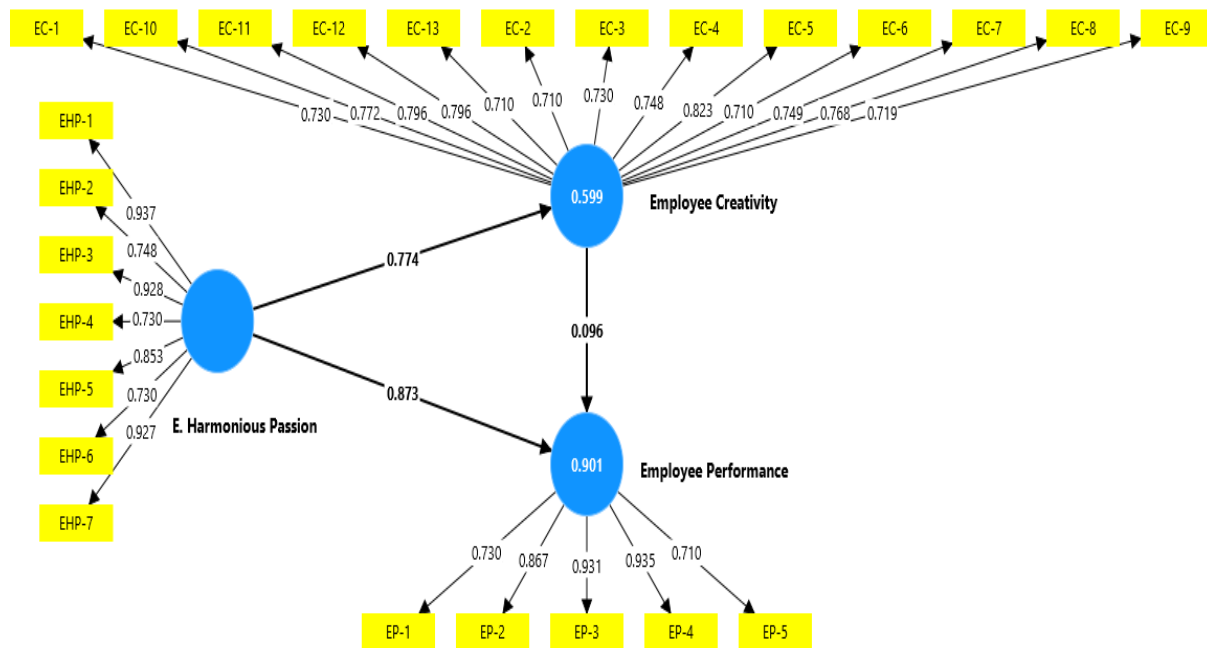 EC-1 EC-10 EC-11 EC-12 EC-13 EC-2 EC-3 EC-4 EC-5 EC-6 EC-7 EC-8 EC-9
0.730 0.772 0.796 0.796 0.710 0.710 0.730 0.748 0.823 0.710 0.749 0.768 0.719
EHP-1
EHP-2
EHP-3
EHP-4
EHP-5
EHP-6
EHP-7
0.937
0.748
0.928
0.730
0.853
0.730
0.927
E. Harmonious Passion
0.774
0.873
0.599
Employee Creativity
0.096
0.901
Employee Performance
0.730 0.867 0.931 0.935 0.710
EP-1 EP-2 EP-3 EP-4 EP-5